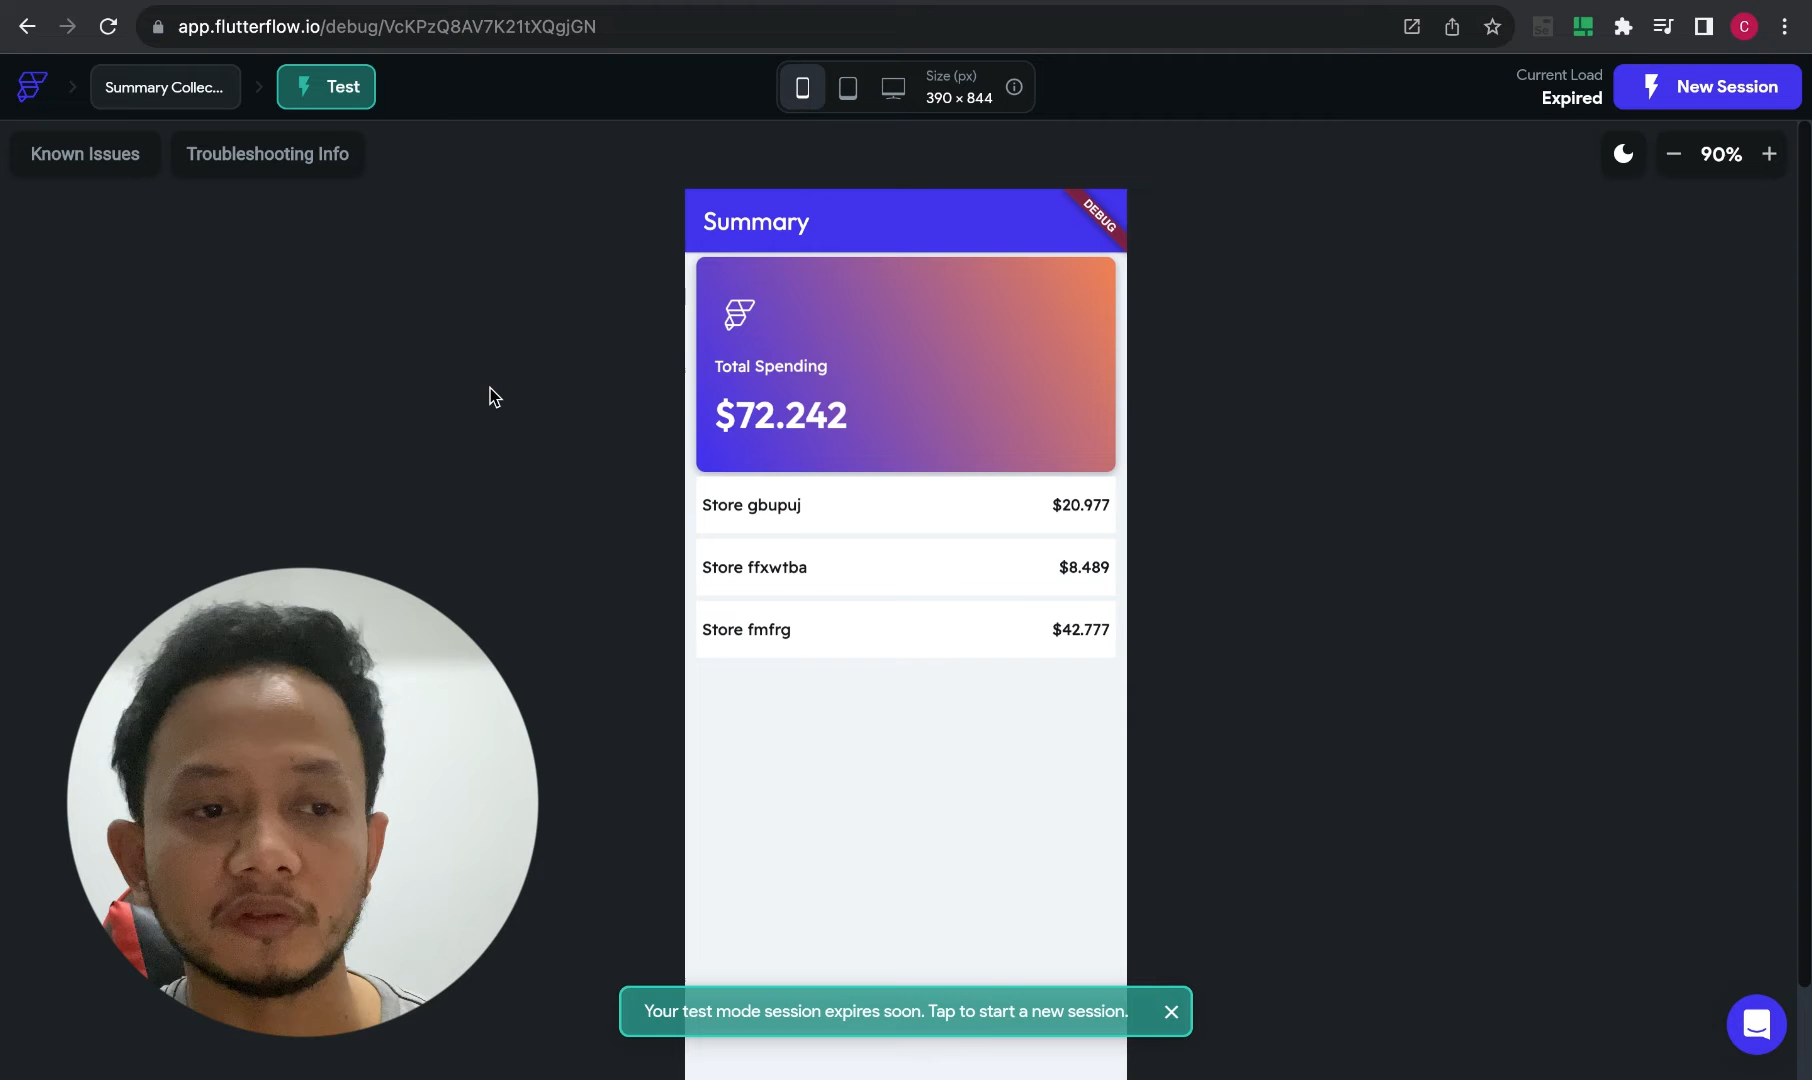 app.flutterflow.io/debug/VcKPzQ8AV7K21tXQgjGN
C
Summary Collec...
Test
Size (px)
390 × 844
Current Load
Expired
New Session
Known Issues
Troubleshooting Info
90%
Summary
DEBUG
Total Spending
$72.242
Store gbupuj $20.977
Store ffxwtba $8.489
Store fmfrg $42.777
Your test mode session expires soon. Tap to start a new session.